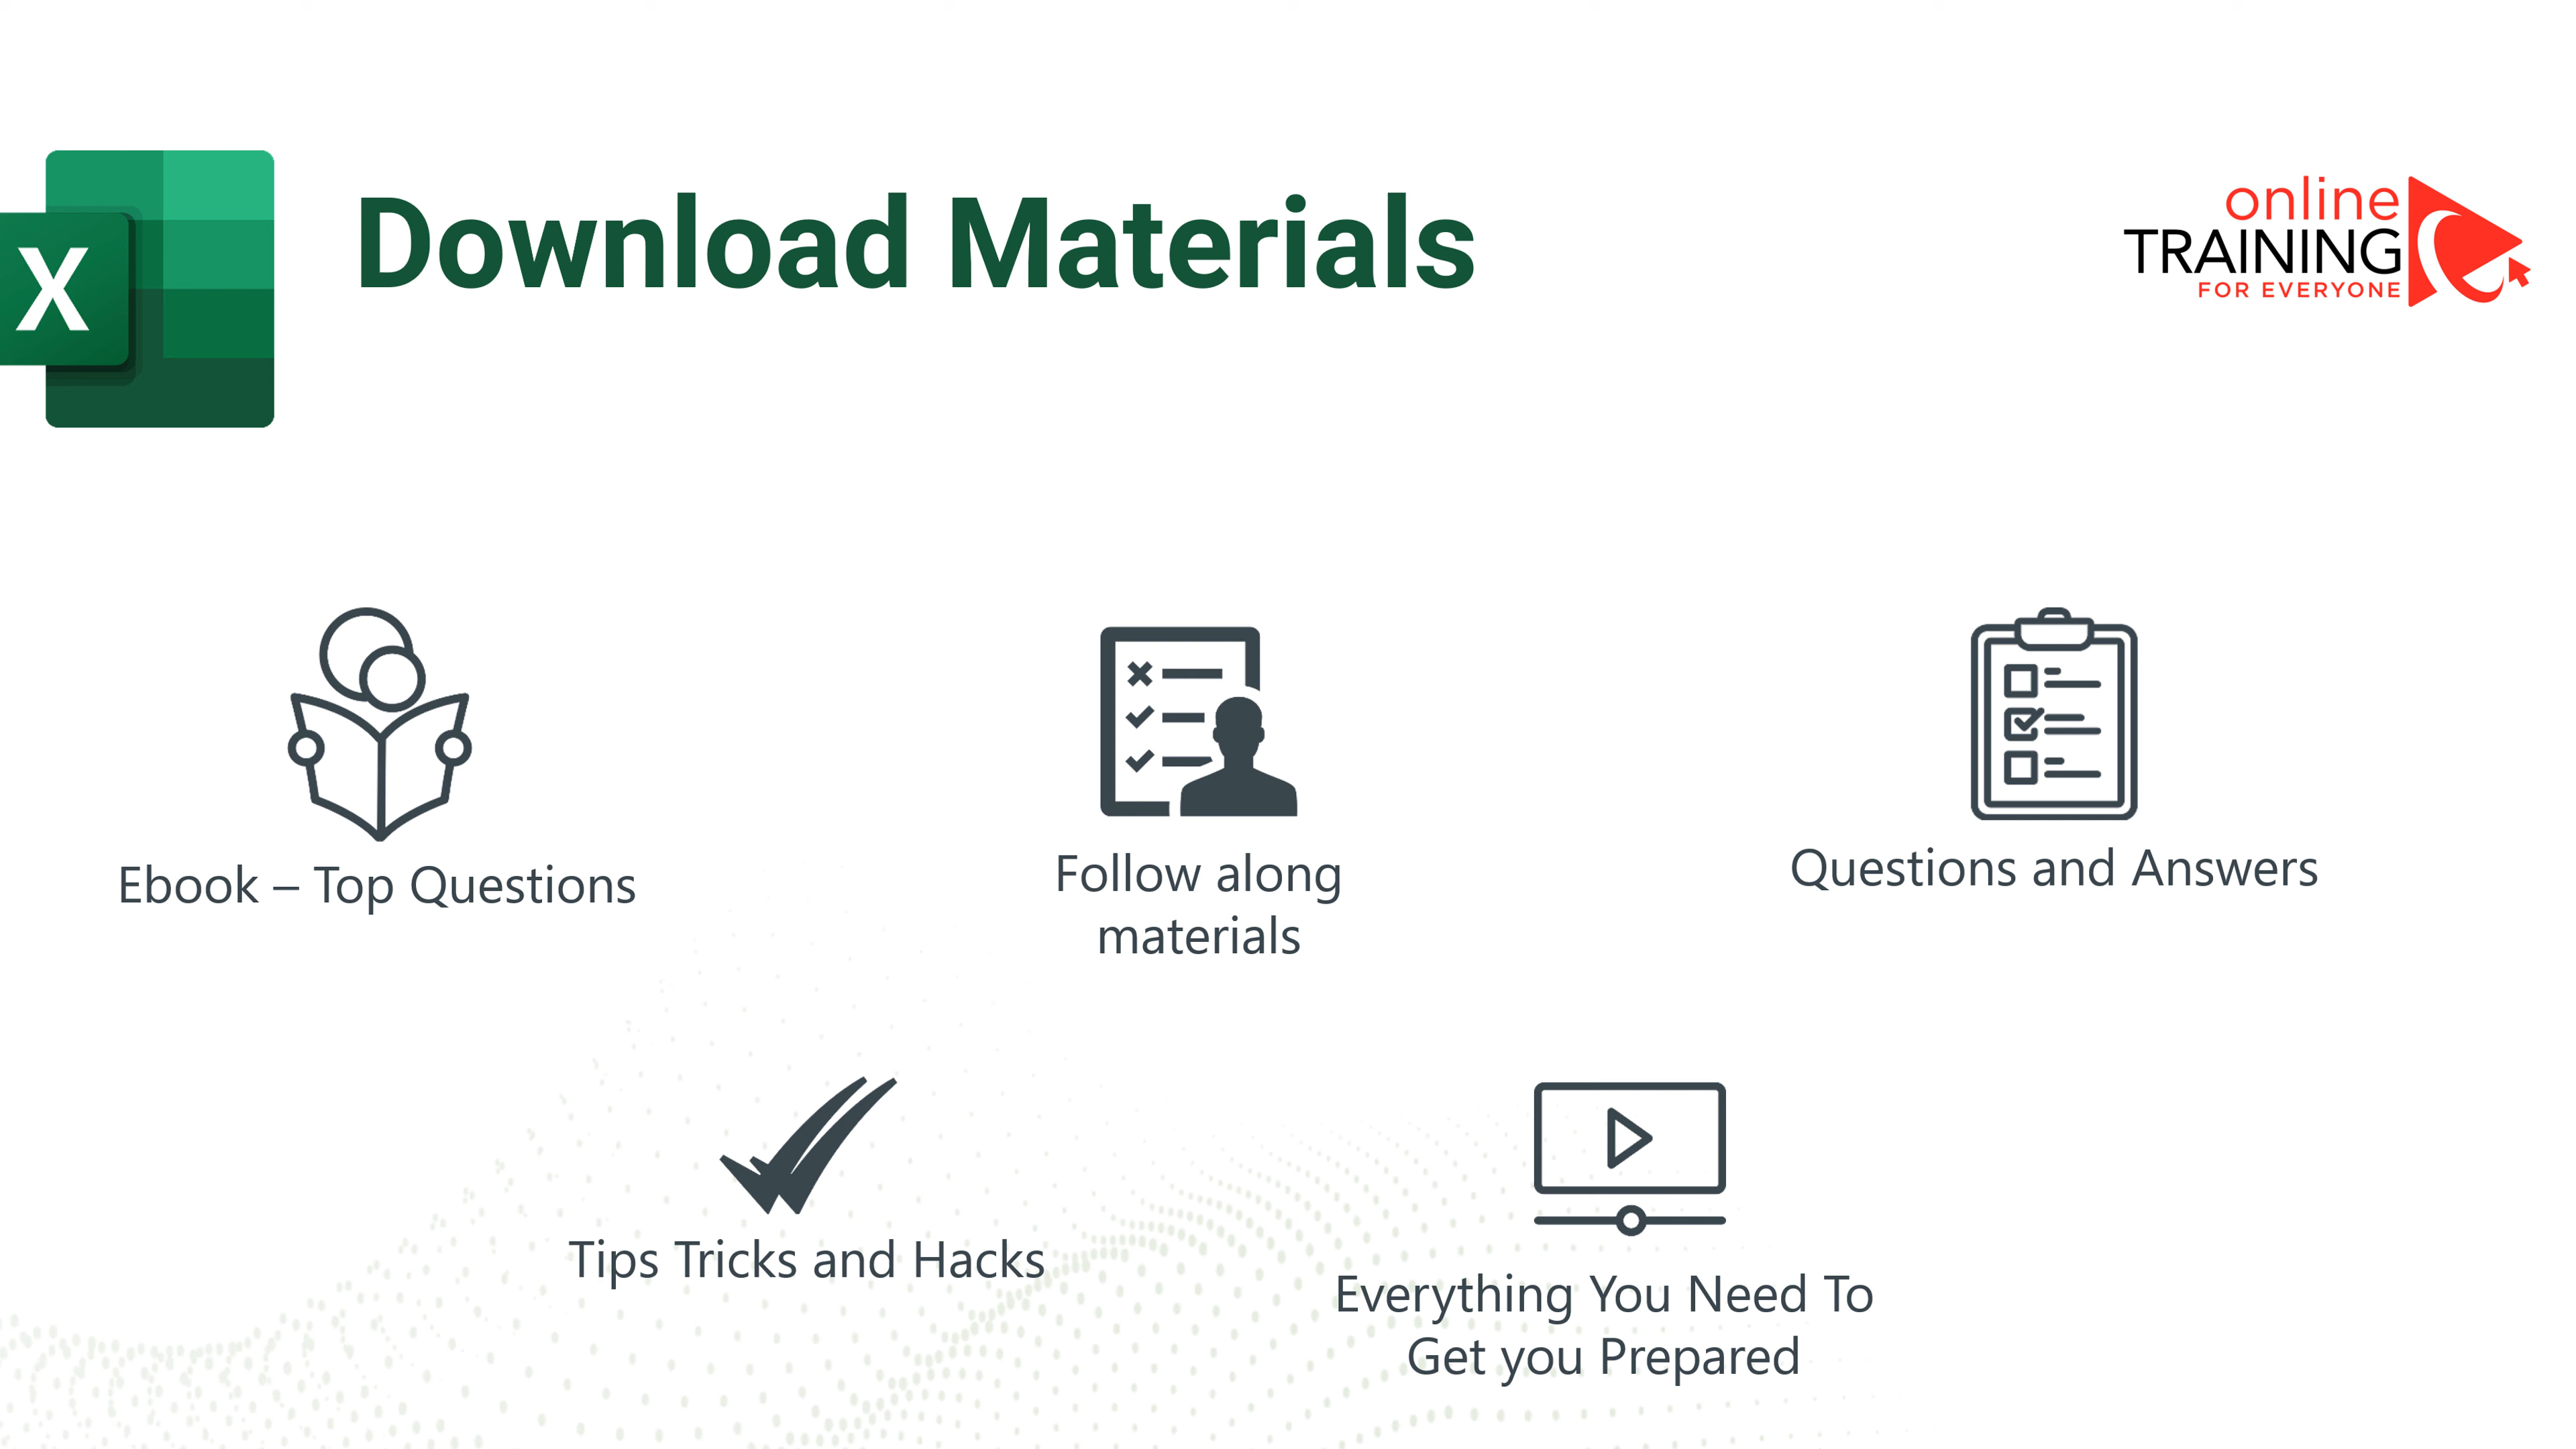 X
Download Materials
online
TRAINING
FOR EVERYONE
Ebook – Top Questions
Follow along
materials
Questions and Answers
Tips Tricks and Hacks
Everything You Need To
Get you Prepared